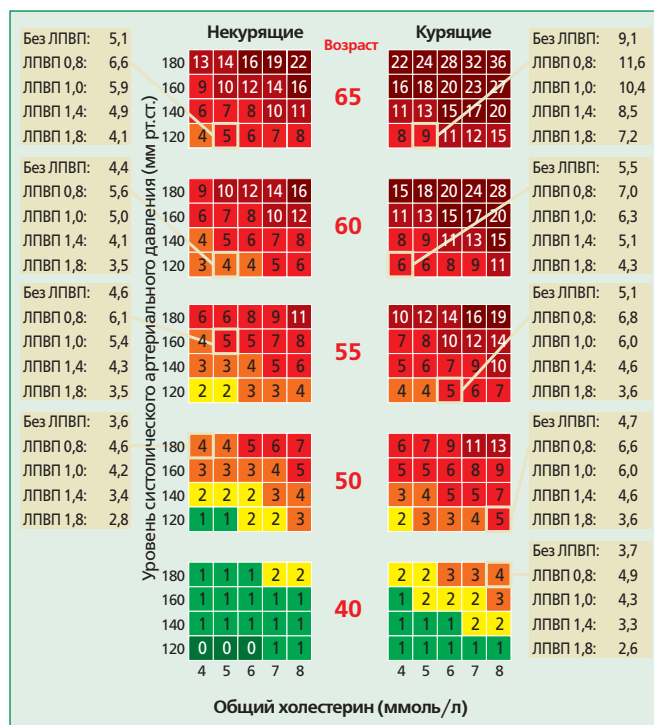 Некурящие Возраст Курящие
Без ЛПВП: 5,1
ЛПВП 0,8: 6,6
ЛПВП 1,0: 5,9
ЛПВП 1,4: 4,9
ЛПВП 1,8: 4,1
Без ЛПВП: 4,4
ЛПВП 0,8: 5,6
ЛПВП 1,0: 5,0
ЛПВП 1,4: 4,1
ЛПВП 1,8: 3,5
Без ЛПВП: 4,6
ЛПВП 0,8: 6,1
ЛПВП 1,0: 5,4
ЛПВП 1,4: 4,3
ЛПВП 1,8: 3,5
Без ЛПВП: 3,6
ЛПВП 0,8: 4,6
ЛПВП 1,0: 4,2
ЛПВП 1,4: 3,4
ЛПВП 1,8: 2,8
Уровень систолического артериального давления (мм рт.ст.)
180 13 14 16 19 22 22 24 28 32 36
160 9 10 12 14 16 16 18 20 23 27
65
140 6 7 8 10 11 11 13 15 17 20
120 4 5 6 7 8 8 9 11 12 15
180 9 10 12 14 16 15 18 20 24 28
160 6 7 8 10 12 11 13 15 17 20
60
140 4 5 6 7 8 8 9 11 13 15
120 3 4 4 5 6 6 6 8 9 11
180 6 6 8 9 11 10 12 14 16 19
160 4 5 5 7 8 7 8 10 12 14
55
140 3 3 4 5 6 5 6 7 9 10
120 2 2 3 3 4 4 4 5 6 7
180 4 4 5 6 7 6 7 9 11 13
160 3 3 3 4 5 5 5 6 8 9
50
140 2 2 2 3 4 3 4 5 5 7
120 1 1 2 2 3 2 3 3 4 5
180 1 1 1 2 2 2 2 3 3 4
160 1 1 1 1 1 1 2 2 2 3
40
140 1 1 1 1 1 1 1 1 2 2
120 0 0 0 1 1 1 1 1 1 1
4 5 6 7 8 4 5 6 7 8
Общий холестерин (ммоль/л)
Без ЛПВП: 9,1
ЛПВП 0,8: 11,6
ЛПВП 1,0: 10,4
ЛПВП 1,4: 8,5
ЛПВП 1,8: 7,2
Без ЛПВП: 5,5
ЛПВП 0,8: 7,0
ЛПВП 1,0: 6,3
ЛПВП 1,4: 5,1
ЛПВП 1,8: 4,3
Без ЛПВП: 5,1
ЛПВП 0,8: 6,8
ЛПВП 1,0: 6,0
ЛПВП 1,4: 4,6
ЛПВП 1,8: 3,6
Без ЛПВП: 4,7
ЛПВП 0,8: 6,6
ЛПВП 1,0: 6,0
ЛПВП 1,4: 4,6
ЛПВП 1,8: 3,6
Без ЛПВП: 3,7
ЛПВП 0,8: 4,9
ЛПВП 1,0: 4,3
ЛПВП 1,4: 3,3
ЛПВП 1,8: 2,6